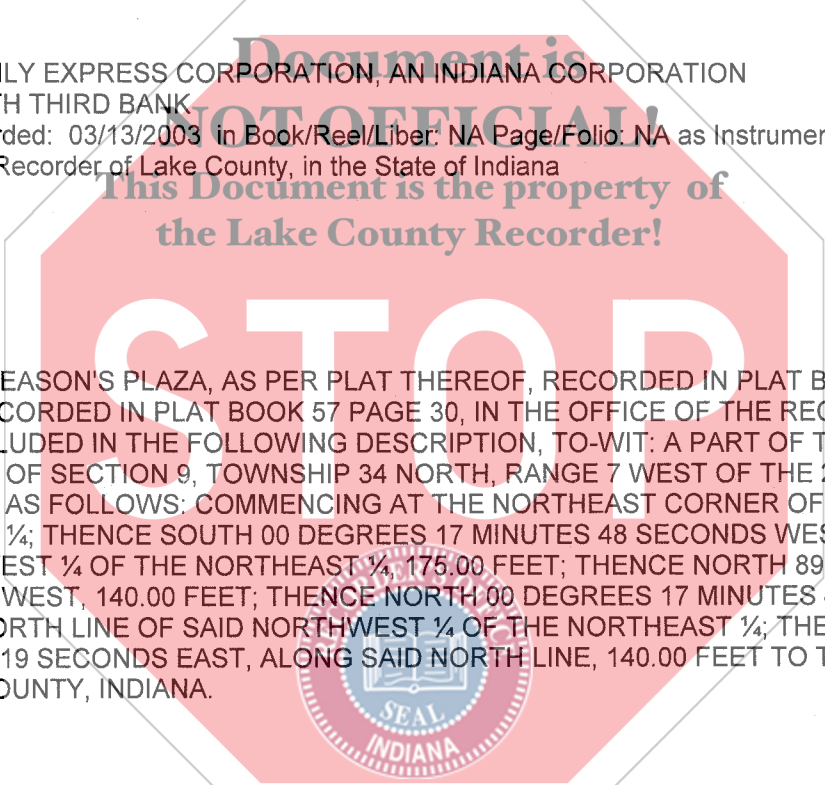 Document is
LY EXPRESS CORPORATION, AN INDIANA CORPORATION
H THIRD BANK
NOT OFFICIAL!
ded: 03/13/2003 in Book/Reel/Liber: NA Page/Folio: NA as Instrumen
Recorder of Lake County, in the State of Indiana
This Document is the property of
the Lake County Recorder!
STOP
EASON'S PLAZA, AS PER PLAT THEREOF, RECORDED IN PLAT B
CORDED IN PLAT BOOK 57 PAGE 30, IN THE OFFICE OF THE REC
LUDED IN THE FOLLOWING DESCRIPTION, TO-WIT: A PART OF T
OF SECTION 9, TOWNSHIP 34 NORTH, RANGE 7 WEST OF THE 2
AS FOLLOWS: COMMENCING AT THE NORTHEAST CORNER OF
¼; THENCE SOUTH 00 DEGREES 17 MINUTES 48 SECONDS WES
EST ¼ OF THE NORTHEAST ¼, 175.00 FEET; THENCE NORTH 89
WEST, 140.00 FEET; THENCE NORTH 00 DEGREES 17 MINUTES 4
ORTH LINE OF SAID NORTHWEST ¼ OF THE NORTHEAST ¼; THE
19 SECONDS EAST, ALONG SAID NORTH LINE, 140.00 FEET TO T
OUNTY, INDIANA.
RECORDER'S OFFICE
SEAL
INDIANA